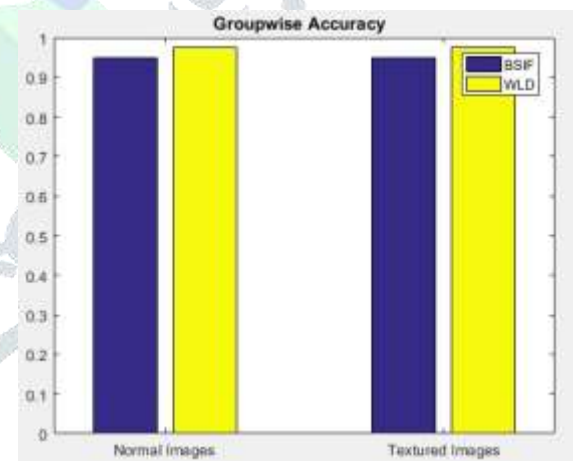 Groupwise Accuracy
1
BSIF
WLD
0.9
0.8
0.7
0.6
0.5
0.4
0.3
0.2
0.1
0
Normal Images
Textured Images